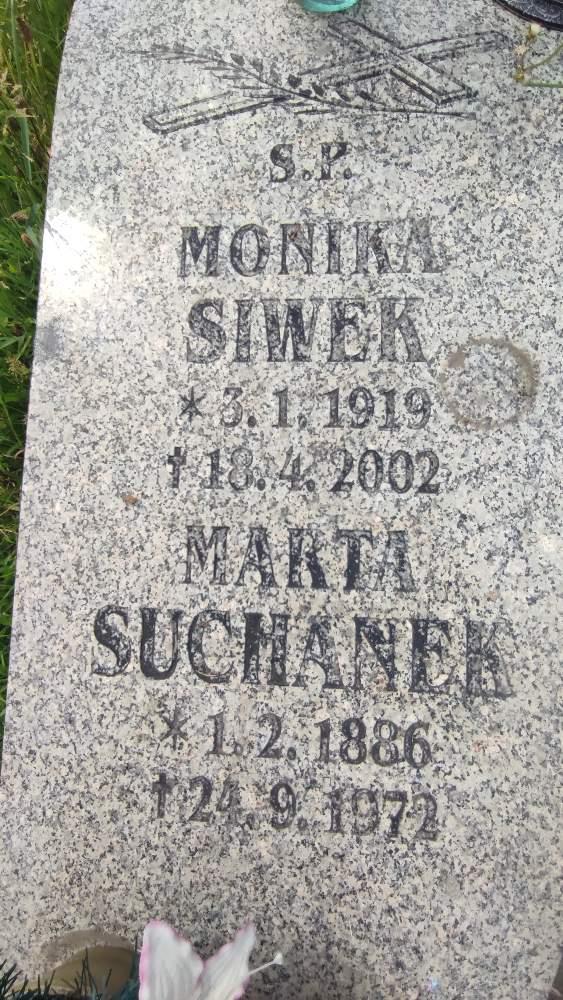 S.P.
MONIKA
SIWEK
* 3. 1. 1919
† 18. 4. 2002
MARTA
SUCHANEK
* 1. 2. 1886
† 24. 9. 1972